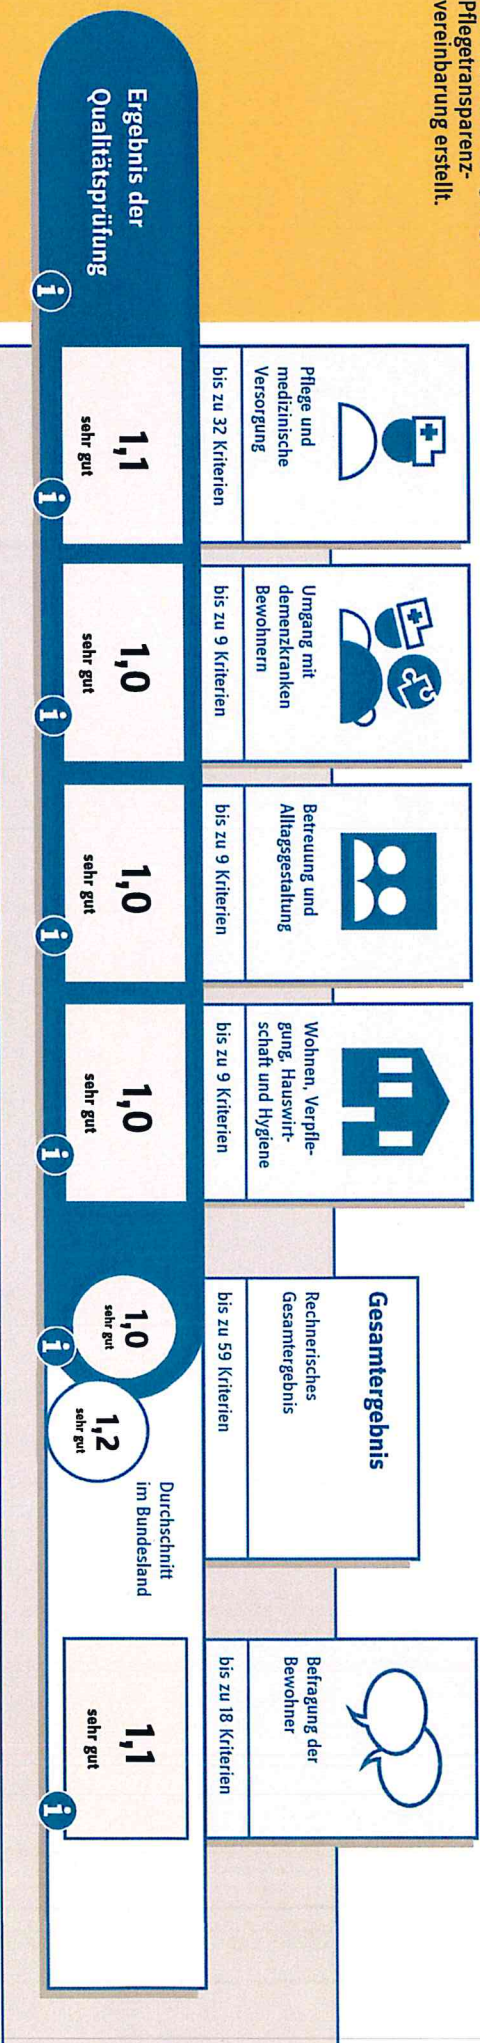 Pflegetransparenz-
vereinbarung erstellt.
Ergebnis der
Qualitätsprüfung
Pflege und
medizinische
Versorgung
bis zu 32 Kriterien
1,1
sehr gut
Umgang mit
demenzkranken
Bewohnern
bis zu 9 Kriterien
1,0
sehr gut
Betreuung und
Alltagsgestaltung
bis zu 9 Kriterien
1,0
sehr gut
Wohnen, Verpfle-
gung, Hauswirt-
schaft und Hygiene
bis zu 9 Kriterien
1,0
sehr gut
Gesamtergebnis
Rechnerisches
Gesamtergebnis
bis zu 59 Kriterien
1,0
sehr gut
1,2
sehr gut
Durchschnitt
im Bundesland
Befragung der
Bewohner
bis zu 18 Kriterien
1,1
sehr gut